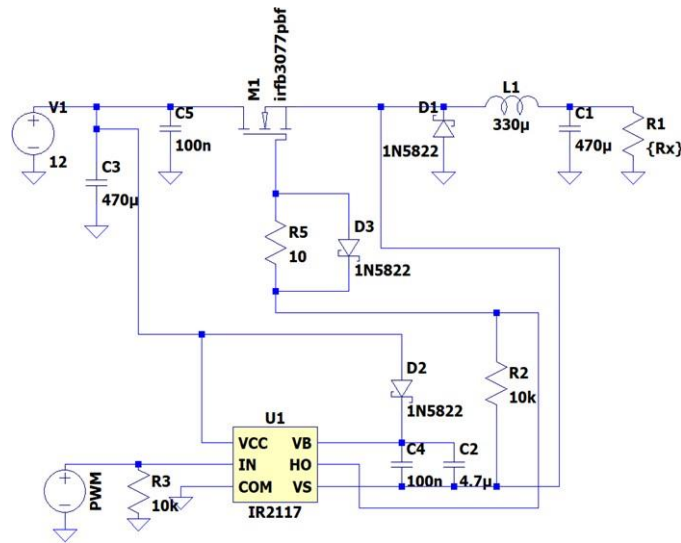 M1
irfb3077pbf
V1
12
C5
100n
C3
470µ
D1
1N5822
L1
330µ
C1
470µ
R1
{Rx}
R5
10
D3
1N5822
D2
1N5822
R2
10k
U1
VCC
VB
IN
HO
COM
VS
IR2117
C4
100n
C2
4.7µ
PWM
R3
10k